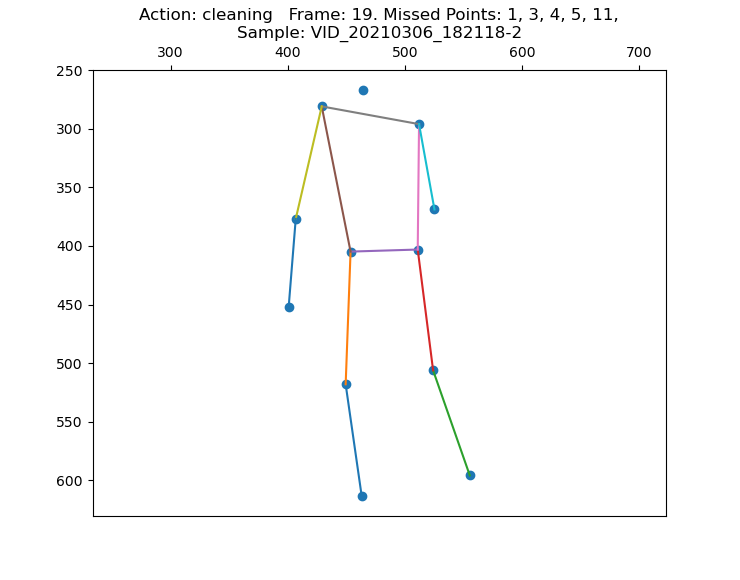 Action: cleaning   Frame: 19. Missed Points: 1, 3, 4, 5, 11,
Sample: VID_20210306_182118-2
300 400 500 600 700
250
300
350
400
450
500
550
600